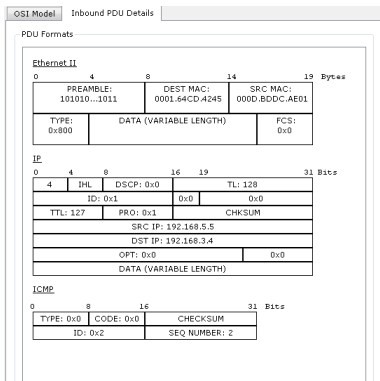 OSI Model Inbound PDU Details
PDU Formats
Ethernet II
0 4 8 14 19 Bytes
PREAMBLE: DEST MAC: SRC MAC:
101010...1011 0001.64CD.4245 000D.BDDC.AE01
TYPE: DATA (VARIABLE LENGTH) FCS:
0x800 0x0
IP
0 4 8 16 19 31 Bits
4 IHL DSCP: 0x0 TL: 128
ID: 0x1 0x0 0x0
TTL: 127 PRO: 0x1 CHKSUM
SRC IP: 192.168.5.5
DST IP: 192.168.3.4
OPT: 0x0 0x0
DATA (VARIABLE LENGTH)
ICMP
0 8 16 31 Bits
TYPE: 0x0 CODE: 0x0 CHECKSUM
ID: 0x2 SEQ NUMBER: 2